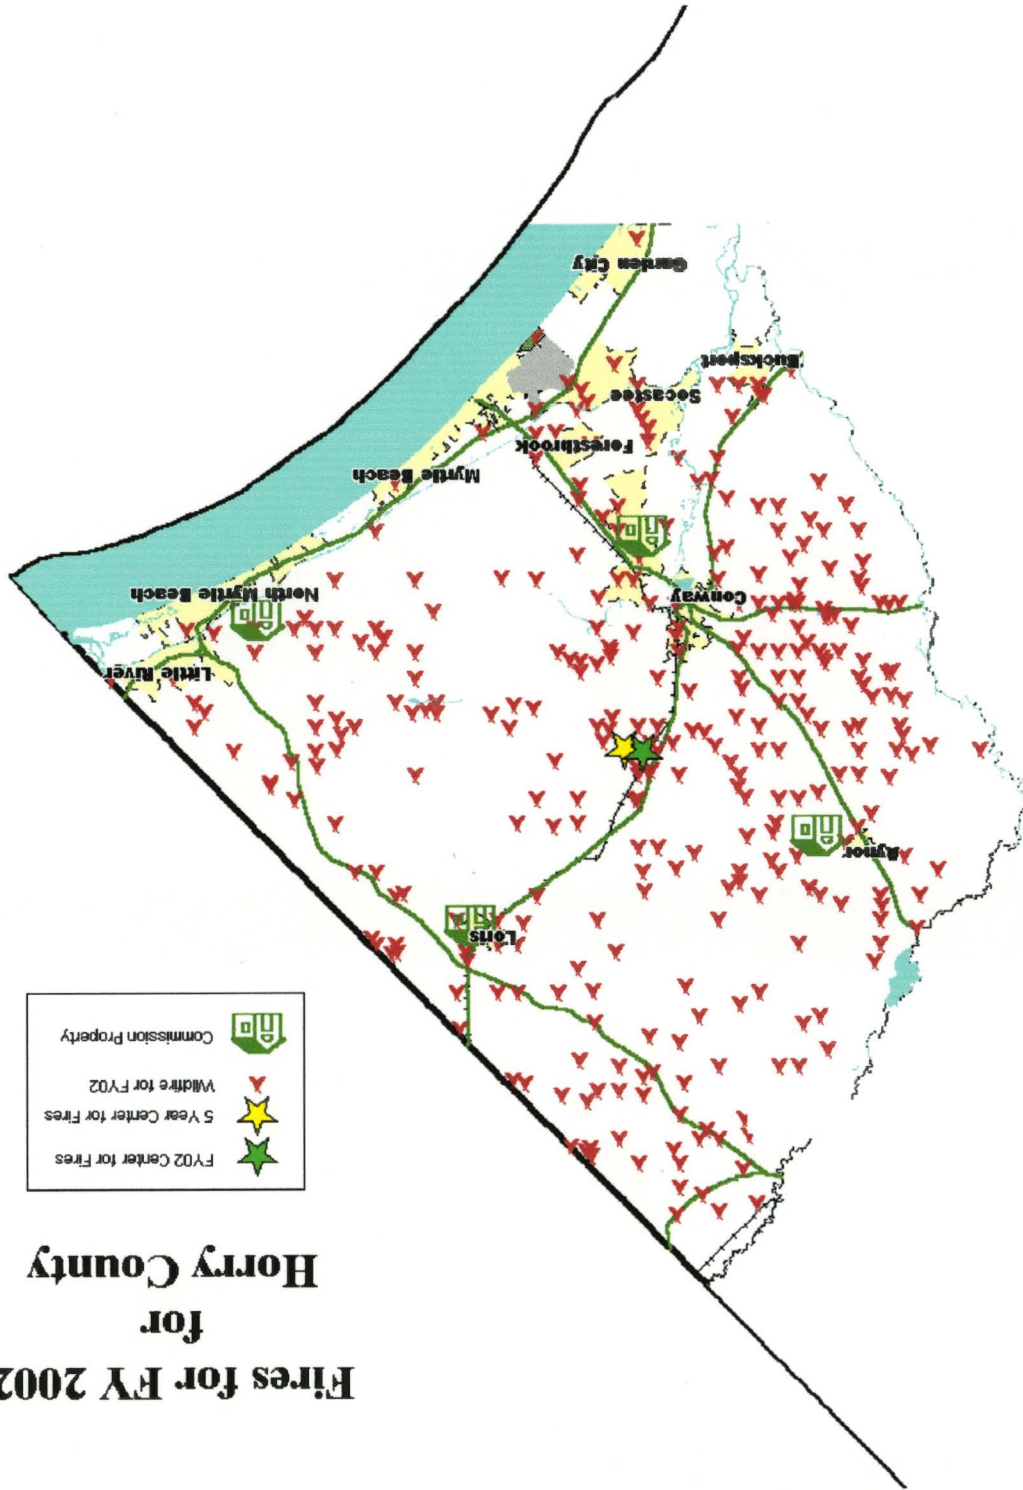 Fires for FY 2002
for
Horry County
FY02 Center for Fires
5 Year Center for Fires
Wildfire for FY02
Commission Property
Loris
Aynor
Little River
Conway
North Myrtle Beach
Myrtle Beach
Forestbrook
Socastee
Bucksport
Garden City